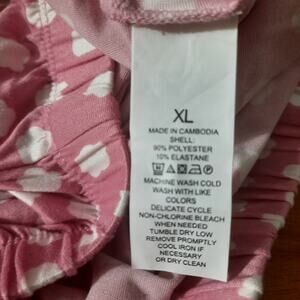 XL
MADE IN CAMBODIA
SHELL:
90% POLYESTER
10% ELASTANE
MACHINE WASH COLD
WASH WITH LIKE
COLORS
DELICATE CYCLE
NON-CHLORINE BLEACH
WHEN NEEDED
TUMBLE DRY LOW
REMOVE PROMPTLY
COOL IRON IF
NECESSARY
OR DRY CLEAN